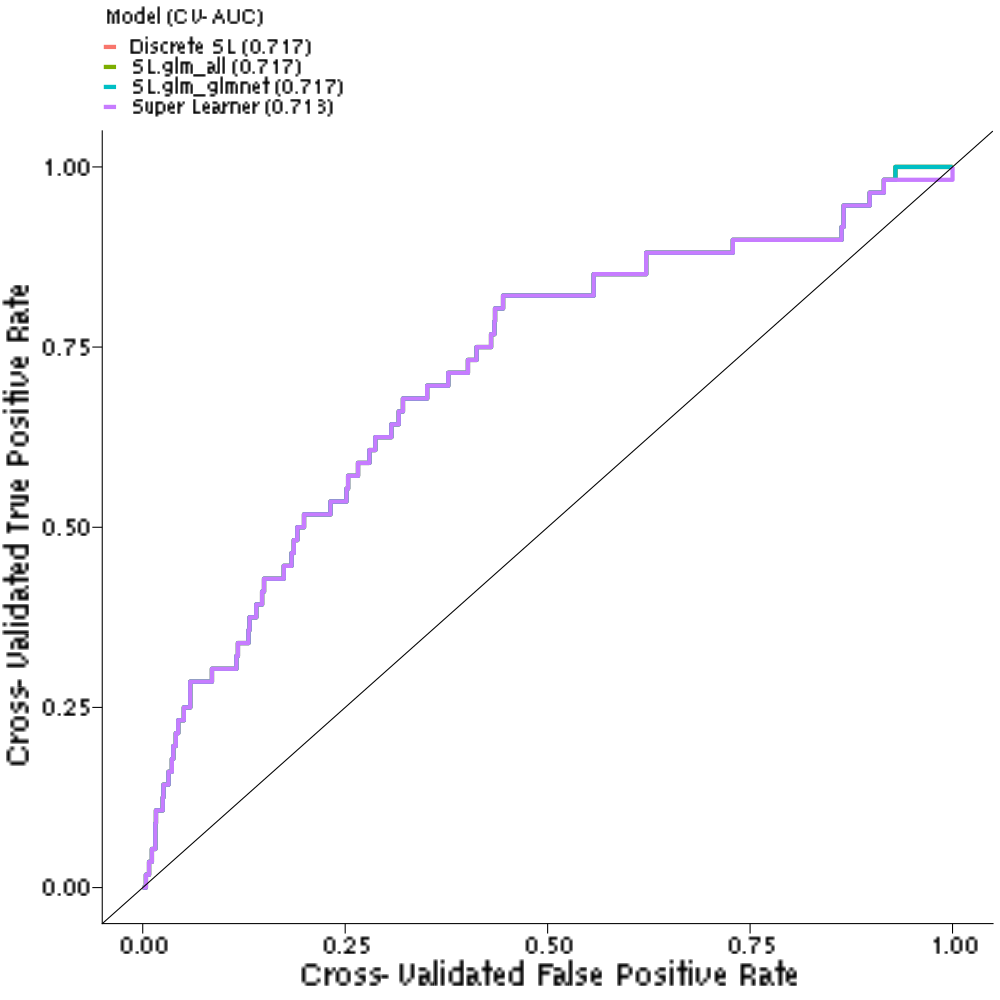 Model (CV-AUC)
Discrete SL (0.717)
SL.glm_all (0.717)
SL.glm_glmnet (0.717)
Super Learner (0.713)
1.00
0.75
0.50
0.25
0.00
Cross-Validated True Positive Rate
0.00 0.25 0.50 0.75 1.00
Cross-Validated False Positive Rate